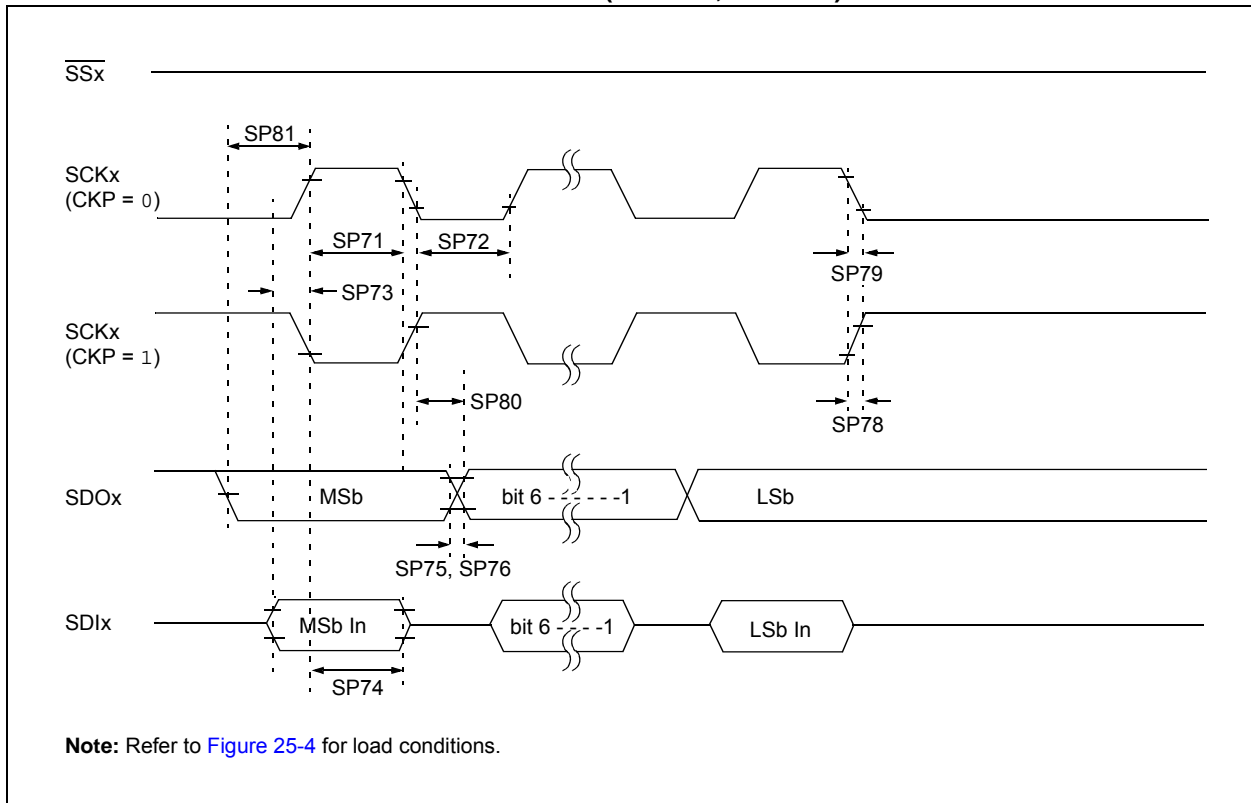 SSx
SP81
SCKx
(CKP = 0)
SP71
SP72
SP79
SP73
SCKx
(CKP = 1)
SP80
SP78
SDOx
MSb
bit 6 - - - - - -1
LSb
SP75, SP76
SDIx
MSb In
bit 6 - - - -1
LSb In
SP74
Note: Refer to Figure 25-4 for load conditions.